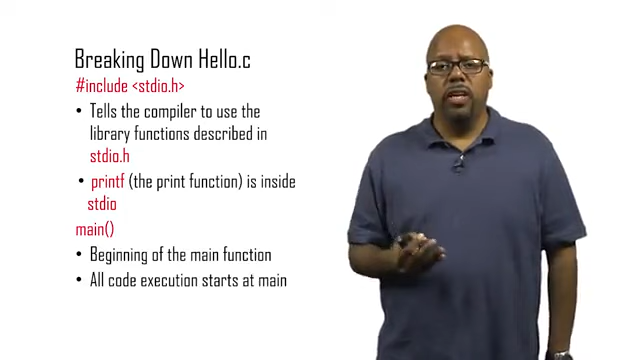 Breaking Down Hello.c
#include <stdio.h>
• Tells the compiler to use the
library functions described in
stdio.h
• printf (the print function) is inside
stdio
main()
• Beginning of the main function
• All code execution starts at main